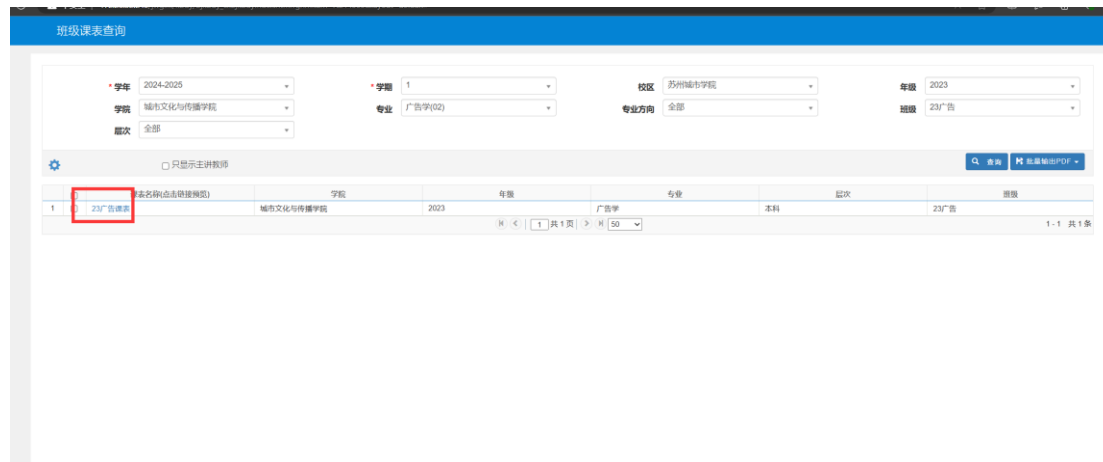 班级课表查询
* 学年 2024-2025 * 学期 1 校区 苏州城市学院 年级 2023
学院 城市文化与传播学院 专业 广告学(02) 专业方向 全部 班级 23广告
层次 全部
只显示主讲教师 查询 批量输出PDF
课表名称(点击链接预览) 学院 年级 专业 层次 班级
1 23广告课表 城市文化与传播学院 2023 广告学 本科 23广告
1 共1页 50 1-1 共1条